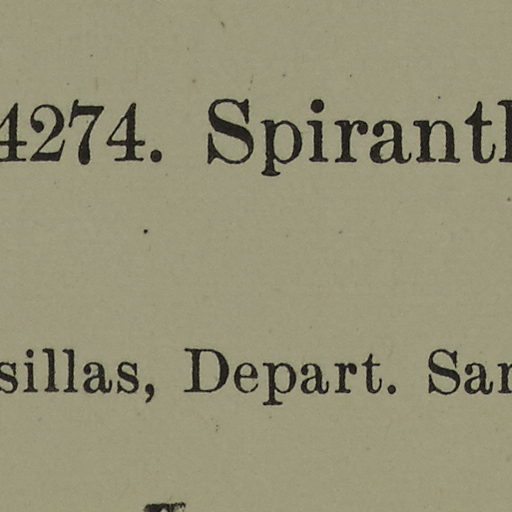 4274. Spiranth
sillas, Depart. San